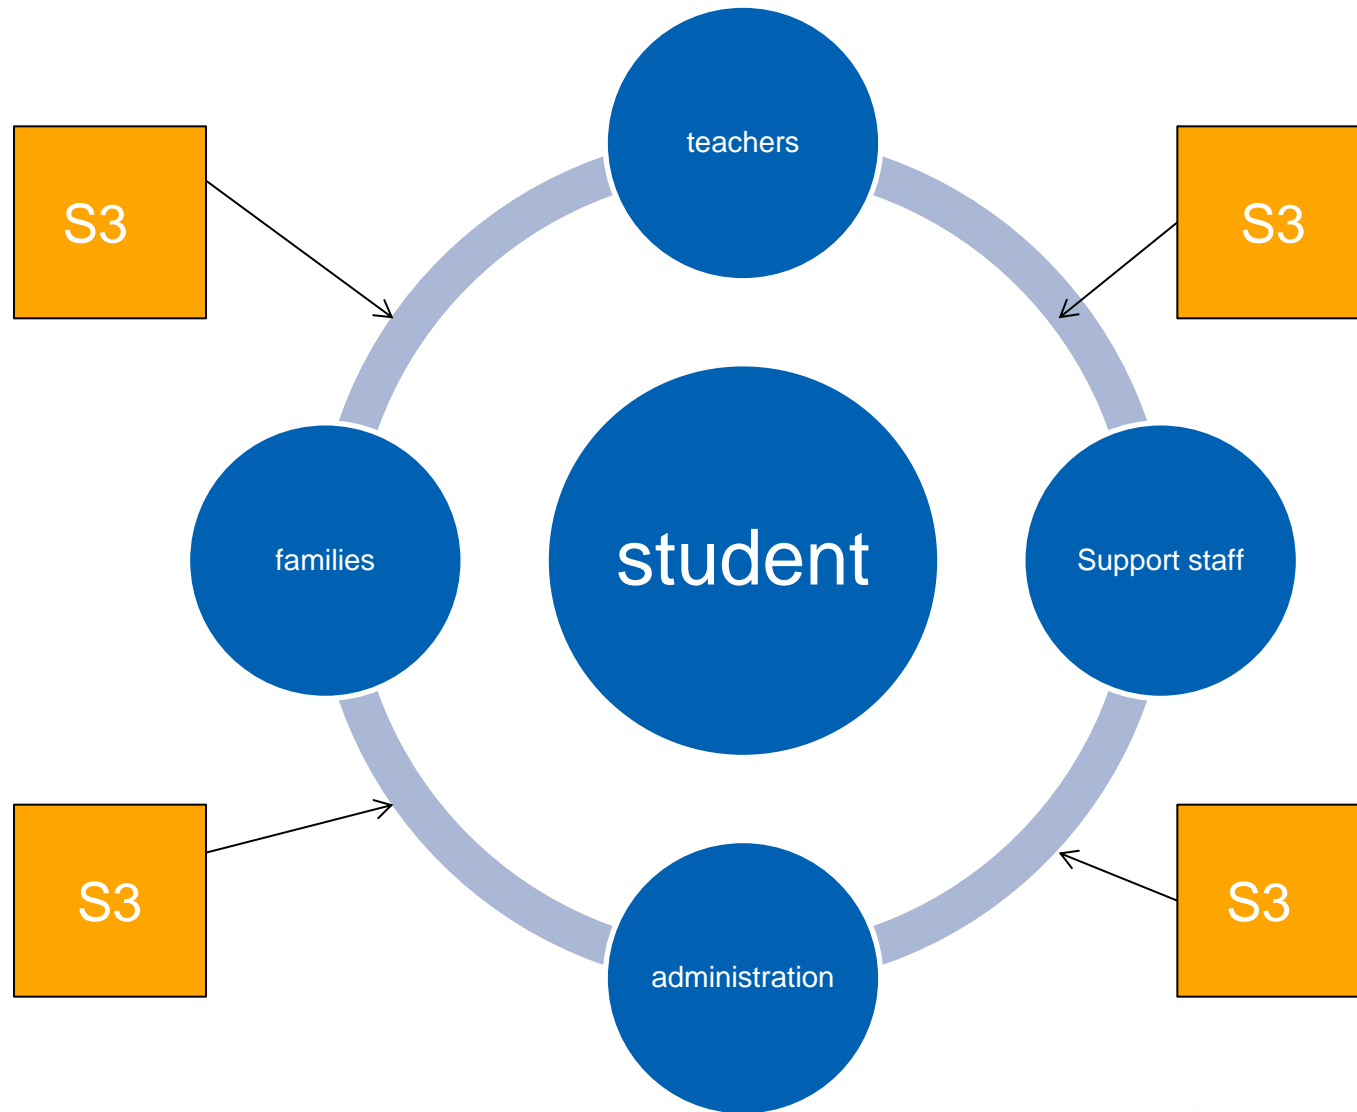 teachers
S3
S3
families
student
Support staff
S3
S3
administration